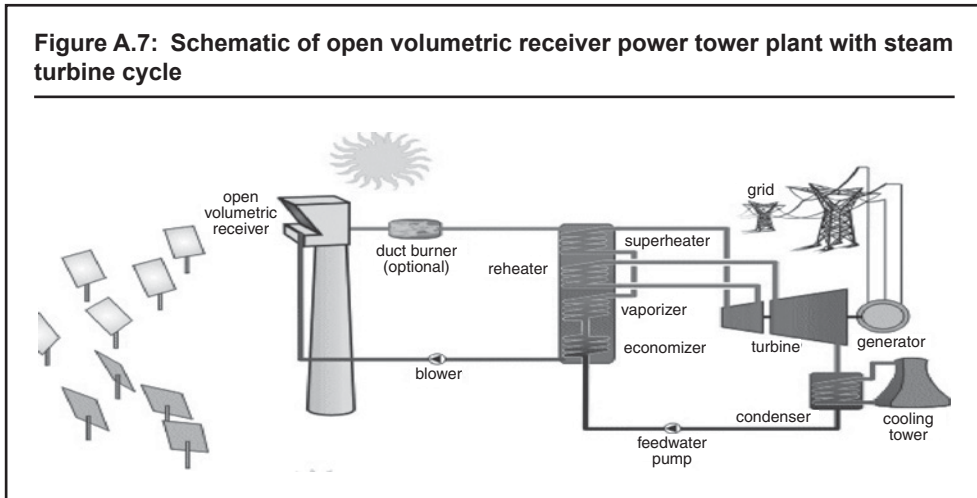 Figure A.7: Schematic of open volumetric receiver power tower plant with steam
turbine cycle
open
volumetric
receiver
duct burner
(optional)
grid
superheater
reheater
vaporizer
economizer
turbine
generator
blower
condenser
cooling
tower
feedwater
pump